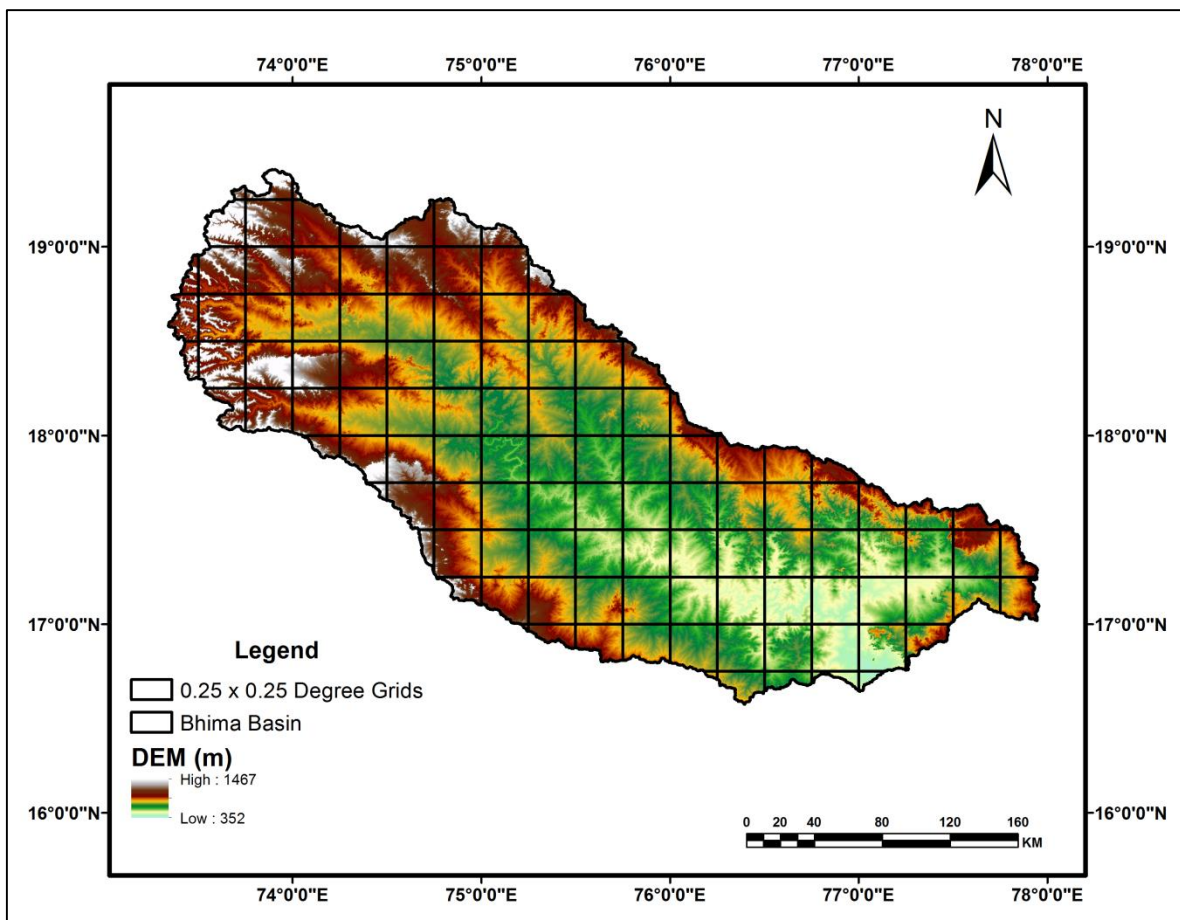 74°0'0"E 75°0'0"E 76°0'0"E 77°0'0"E 78°0'0"E
N
19°0'0"N 19°0'0"N
18°0'0"N 18°0'0"N
17°0'0"N 17°0'0"N
Legend
0.25 x 0.25 Degree Grids
Bhima Basin
DEM (m)
High : 1467
Low : 352
16°0'0"N 16°0'0"N
0 20 40 80 120 160
KM
74°0'0"E 75°0'0"E 76°0'0"E 77°0'0"E 78°0'0"E